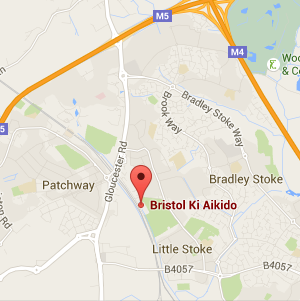 M5
M4
Woo
& Co
Brook Way
Bradley Stoke Way
5
Gloucester Rd
Patchway
Bradley Stoke
Bristol Ki Aikido
Little Stoke
B4057
B4057